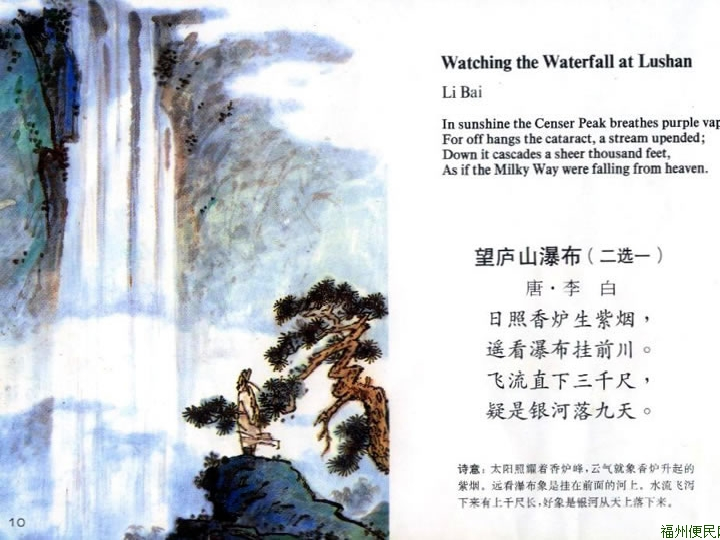 Watching the Waterfall at Lushan
Li Bai
In sunshine the Censer Peak breathes purple
For off hangs the cataract, a stream upended;
Down it cascades a sheer thousand feet,
As if the Milky Way were falling from heaven.
望庐山瀑布(二选一)
唐·李 白
日照香炉生紫烟，
遥看瀑布挂前川。
飞流直下三千尺，
疑是银河落九天。
诗意：太阳照耀着香炉峰，云气就象香炉升起的
紫烟。远看瀑布象是挂在前面的河上。水流飞泻
下来有上千尺长，好象是银河从天上落下来。
10
福州便民